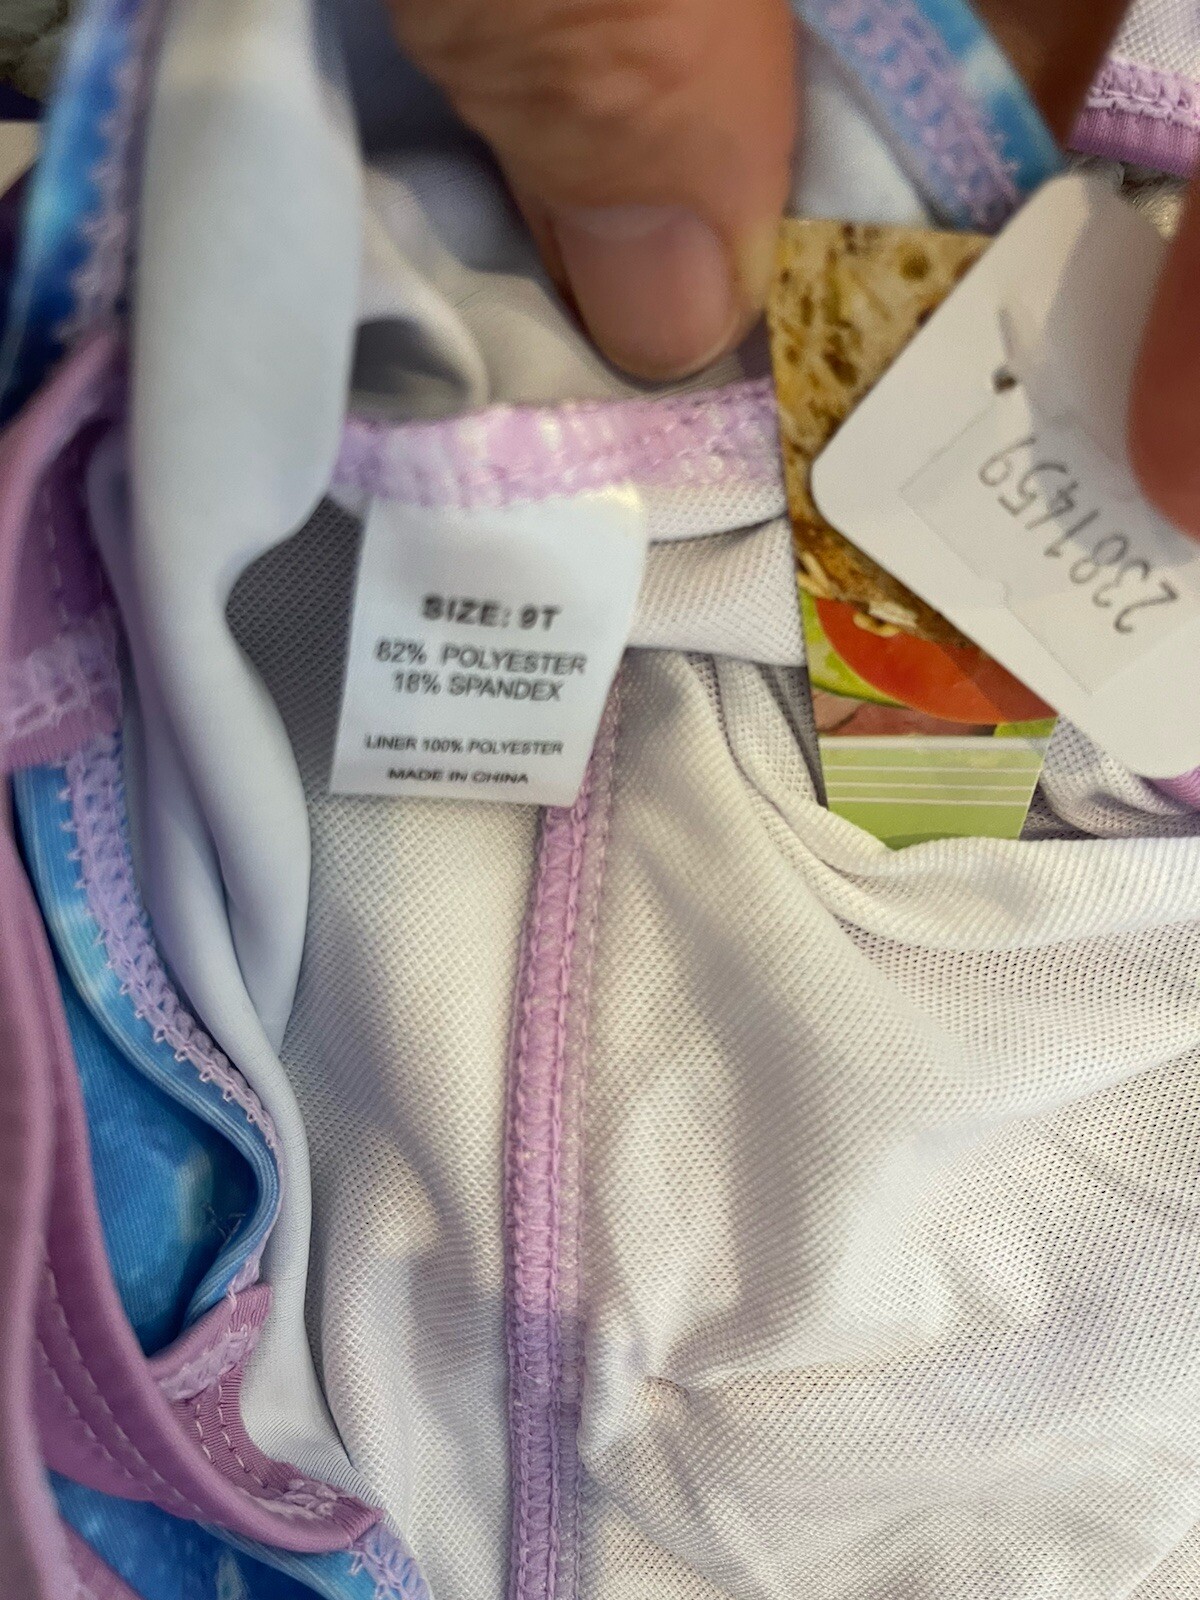 SIZE: 9T
82% POLYESTER
18% SPANDEX
LINER 100% POLYESTER
MADE IN CHINA
2381459